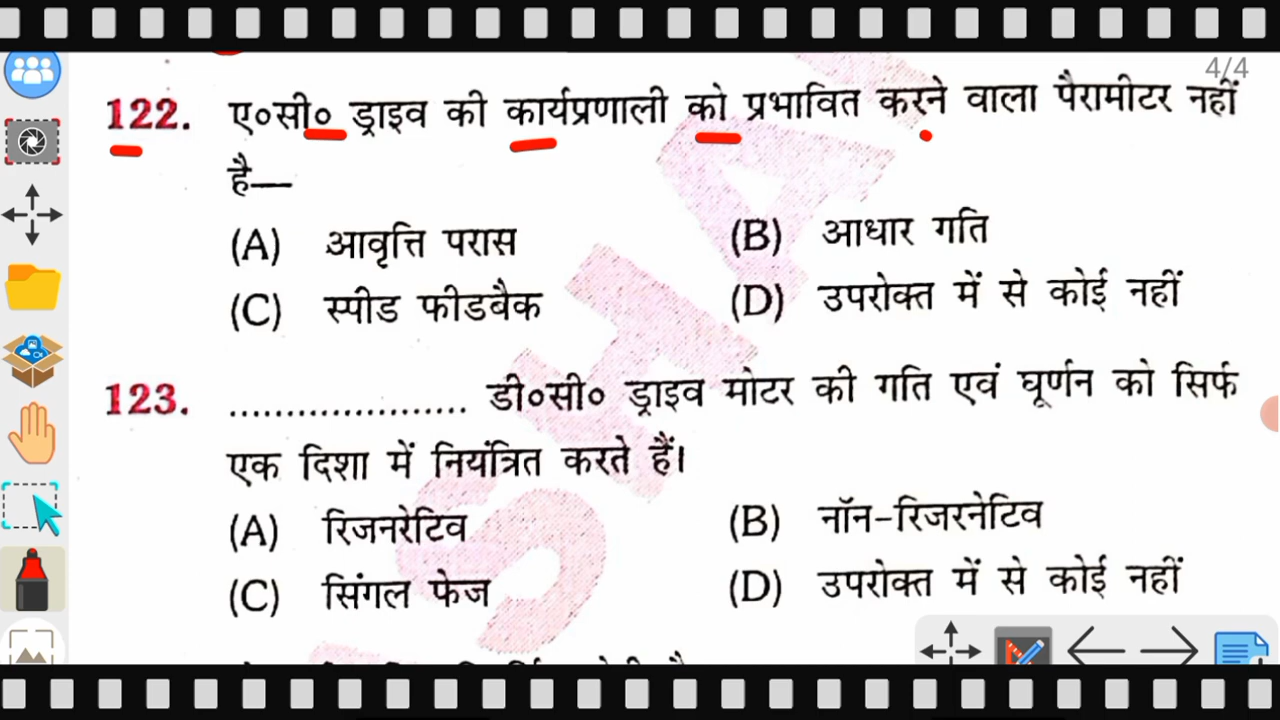 4/4
122. ए०सी० ड्राइव की कार्यप्रणाली को प्रभावित करने वाला पैरामीटर नहीं
है—
(A) आवृत्ति परास (B) आधार गति
(C) स्पीड फीडबैक (D) उपरोक्त में से कोई नहीं
123. ..................... डी०सी० ड्राइव मोटर की गति एवं घूर्णन को सिर्फ
एक दिशा में नियंत्रित करते हैं।
(A) रिजनरेटिव (B) नॉन-रिजरनेटिव
(C) सिंगल फेज (D) उपरोक्त में से कोई नहीं